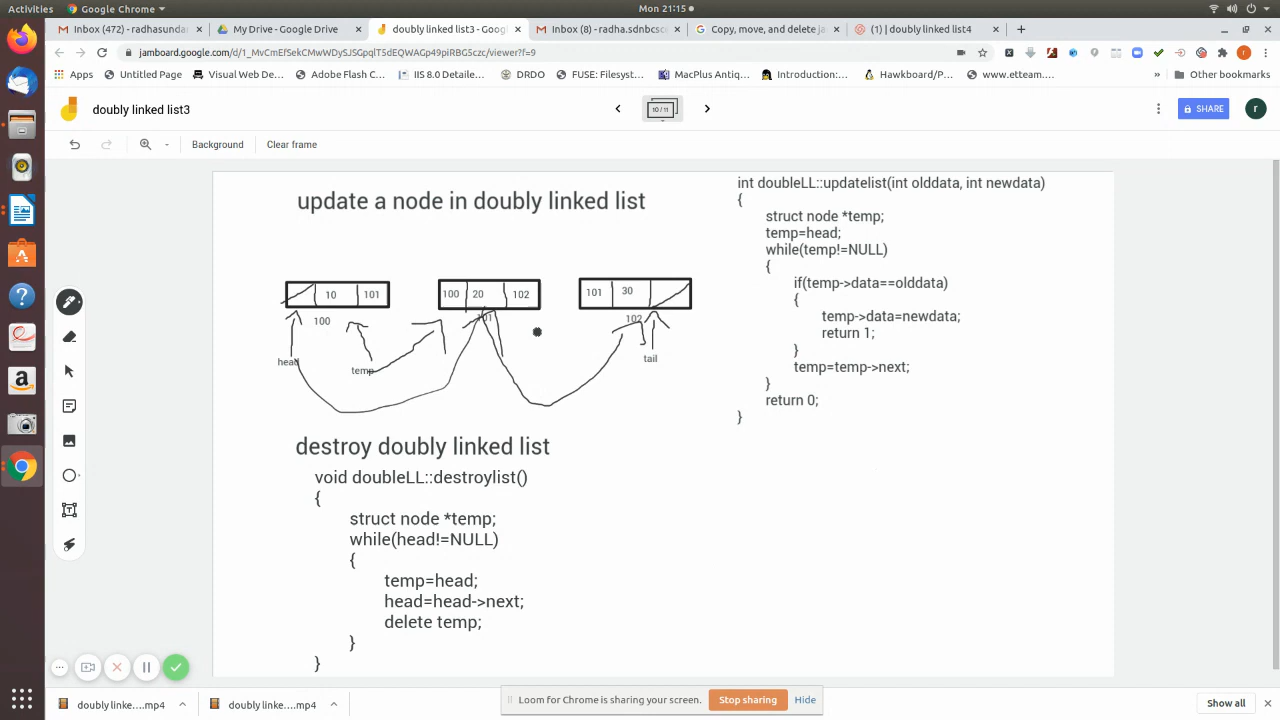 Activities
Google Chrome
Mon 21:15
Inbox (472) - radhasundar
My Drive - Google Drive
doubly linked list3 - Goog
Inbox (8) - radha.sdnbcsce
Copy, move, and delete ja
(1) | doubly linked list4
jamboard.google.com/d/1_MvCmEfSekCMwWDySJSGpqlT5dEQWAGp49piRBG5czc/viewer?f=9
Apps
Untitled Page
Visual Web De...
Adobe Flash C...
IIS 8.0 Detaile...
DRDO
FUSE: Filesyst...
MacPlus Antiq...
Introduction:...
Hawkboard/P...
www.etteam....
»
Other bookmarks
doubly linked list3
10 / 11
SHARE
r
Background
Clear frame
update a node in doubly linked list
10 101
100 20 102
101 30
100
101
102
head
temp
tail
int doubleLL::updatelist(int olddata, int newdata)
{
struct node *temp;
temp=head;
while(temp!=NULL)
{
if(temp->data==olddata)
{
temp->data=newdata;
return 1;
}
temp=temp->next;
}
return 0;
}
destroy doubly linked list
void doubleLL::destroylist()
{
struct node *temp;
while(head!=NULL)
{
temp=head;
head=head->next;
delete temp;
}
}
Loom for Chrome is sharing your screen.
Stop sharing
Hide
doubly linke....mp4
doubly linke....mp4
Show all